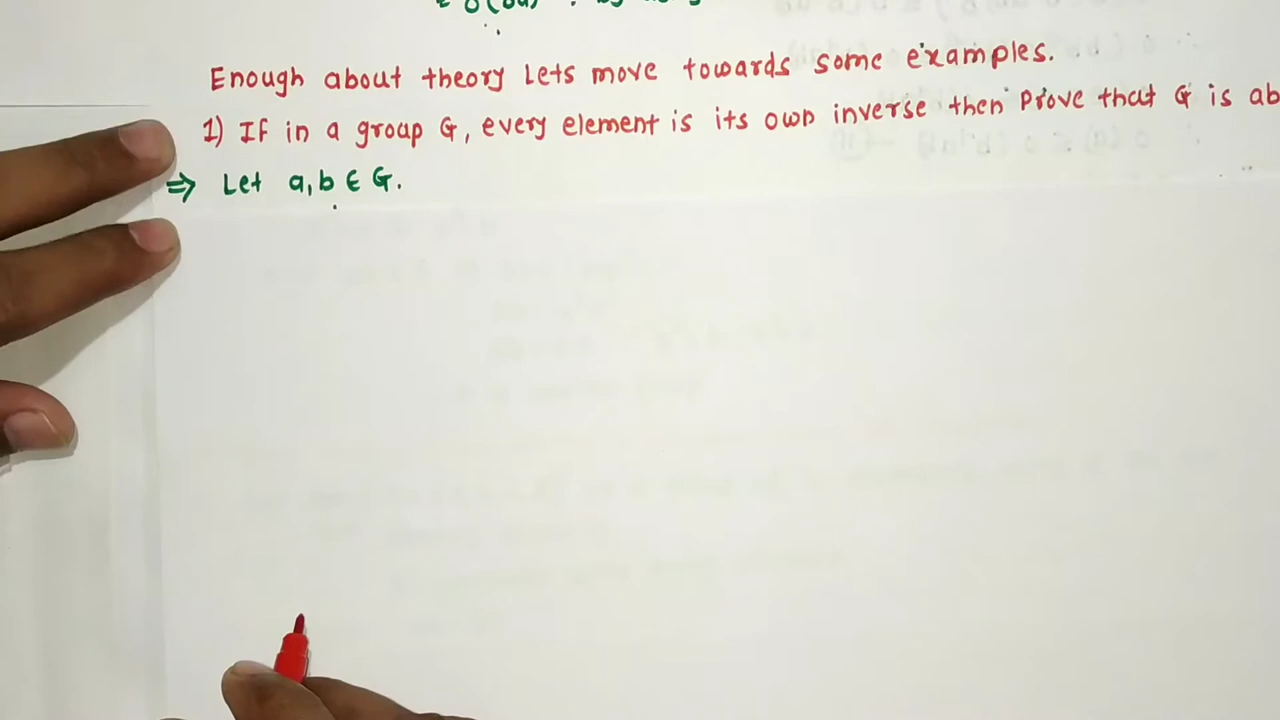 Enough about theory Lets move towards some examples.
1) If in a group G, every element is its own inverse then Prove that G is ab
⇒ Let a, b ∈ G.